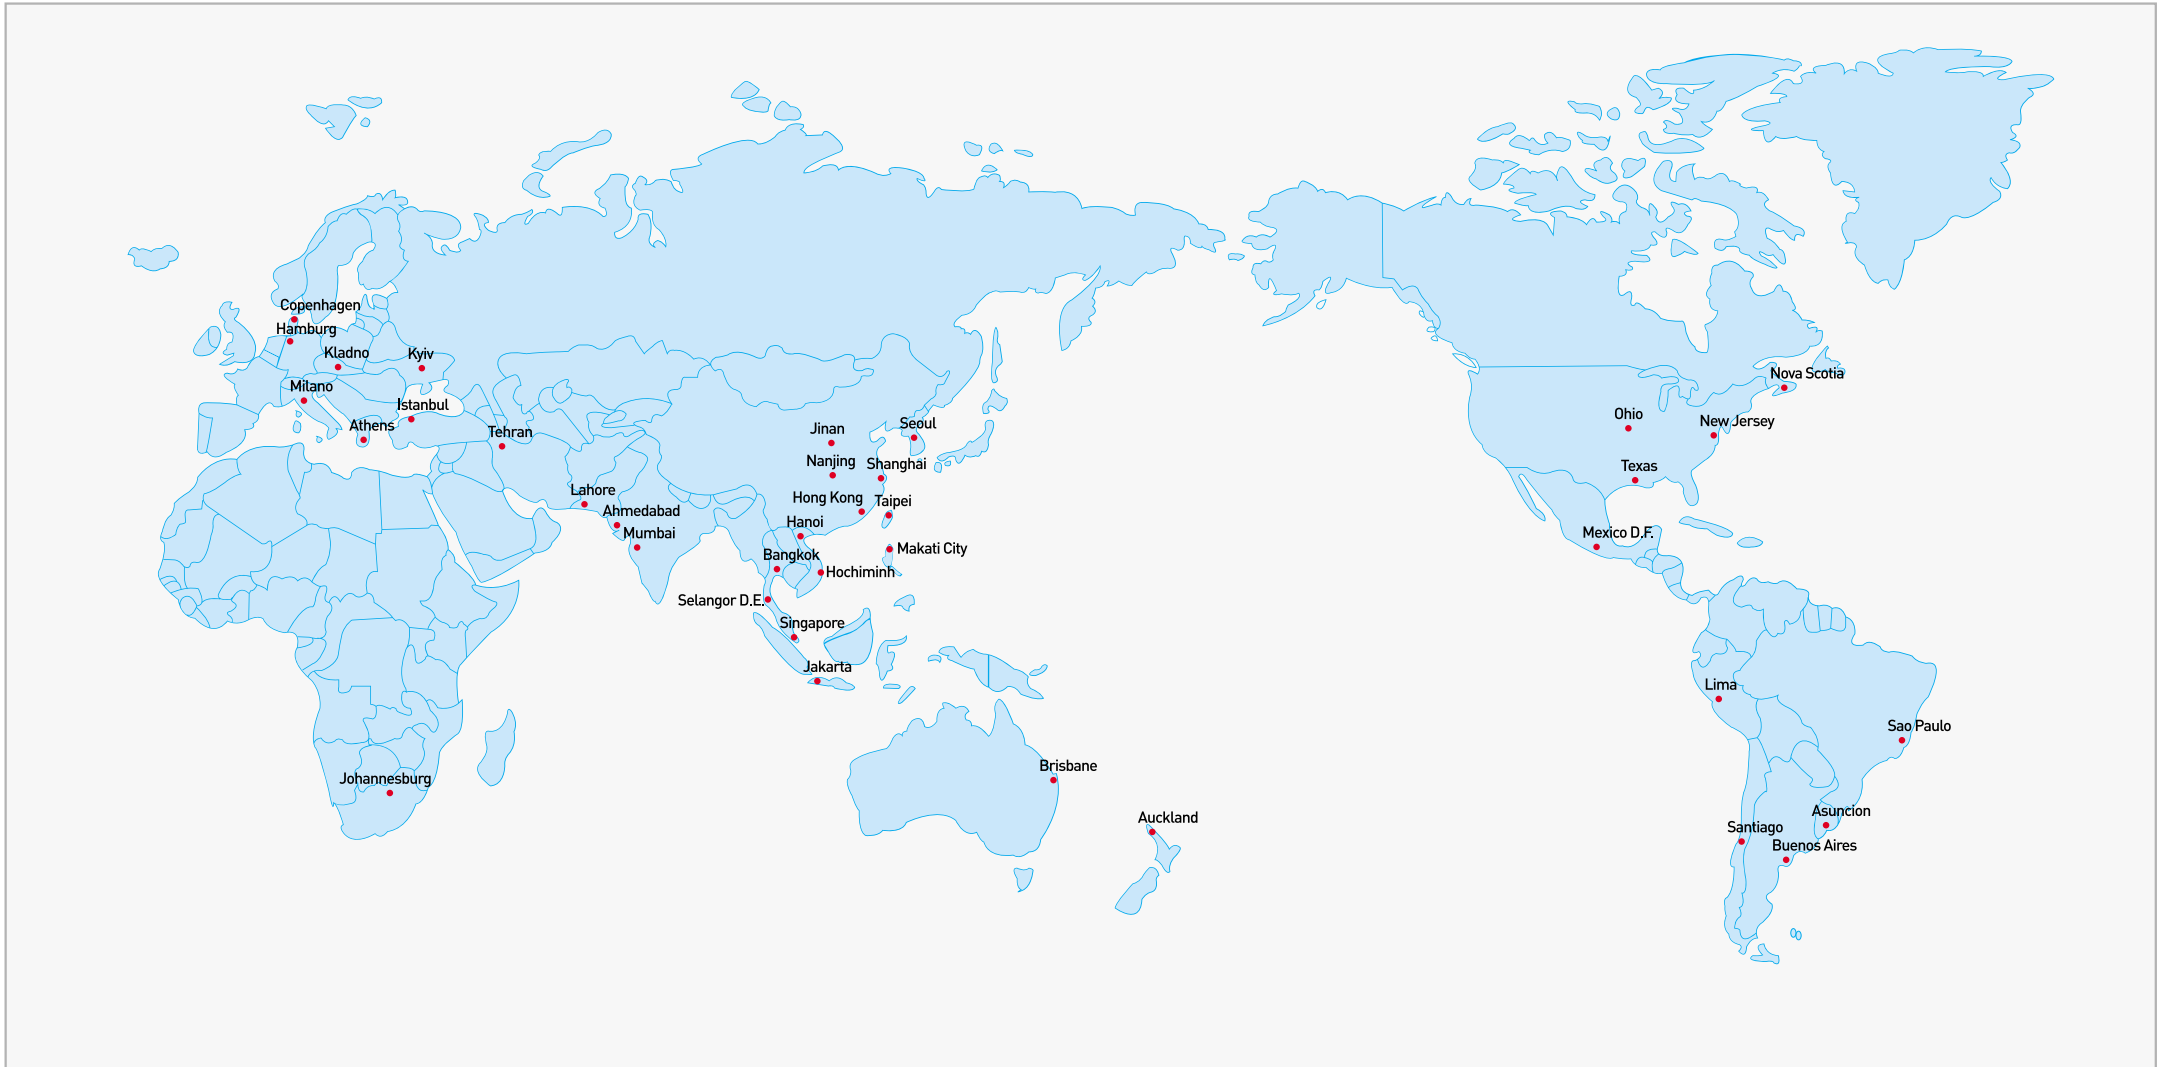 Copenhagen
Hamburg
Kladno
Kyiv
Milano
İstanbul
Athens
Tehran
Jinan
Seoul
Nanjing
Shanghai
Lahore
Hong Kong
Taipei
Ahmedabad
Hanoi
Mumbai
Makati City
Bangkok
Hochiminh
Selangor D.E.
Singapore
Jakarta
Johannesburg
Brisbane
Auckland
Nova Scotia
Ohio
New Jersey
Texas
Mexico D.F.
Lima
Sao Paulo
Asuncion
Santiago
Buenos Aires